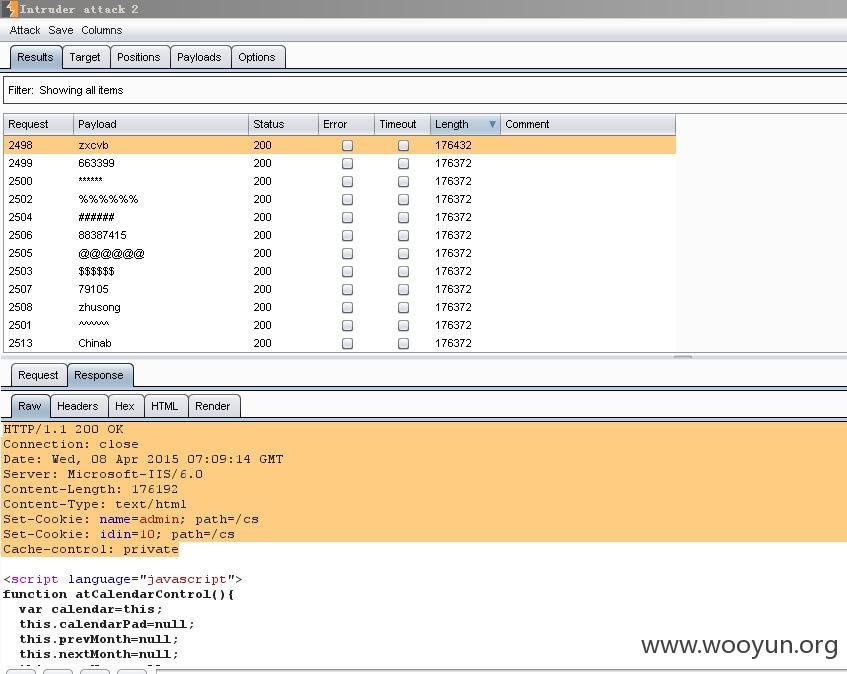 Intruder attack 2
Attack Save Columns
Results Target Positions Payloads Options
Filter: Showing all items
Request Payload Status Error Timeout Length Comment
2498 zxcvb 200 176432
2499 663399 200 176372
2500 ****** 200 176372
2502 %%%%%% 200 176372
2504 ###### 200 176372
2506 88387415 200 176372
2505 @@@@@@ 200 176372
2503 $$$$$$ 200 176372
2507 79105 200 176372
2508 zhusong 200 176372
2501 ^^^^^^ 200 176372
2513 Chinab 200 176372
Request Response
Raw Headers Hex HTML Render
HTTP/1.1 200 OK
Connection: close
Date: Wed, 08 Apr 2015 07:09:14 GMT
Server: Microsoft-IIS/6.0
Content-Length: 176192
Content-Type: text/html
Set-Cookie: name=admin; path=/cs
Set-Cookie: idin=10; path=/cs
Cache-control: private
<script language="javascript">
function atCalendarControl(){
var calendar=this;
this.calendarPad=null;
this.prevMonth=null;
this.nextMonth=null;
www.wooyun.org